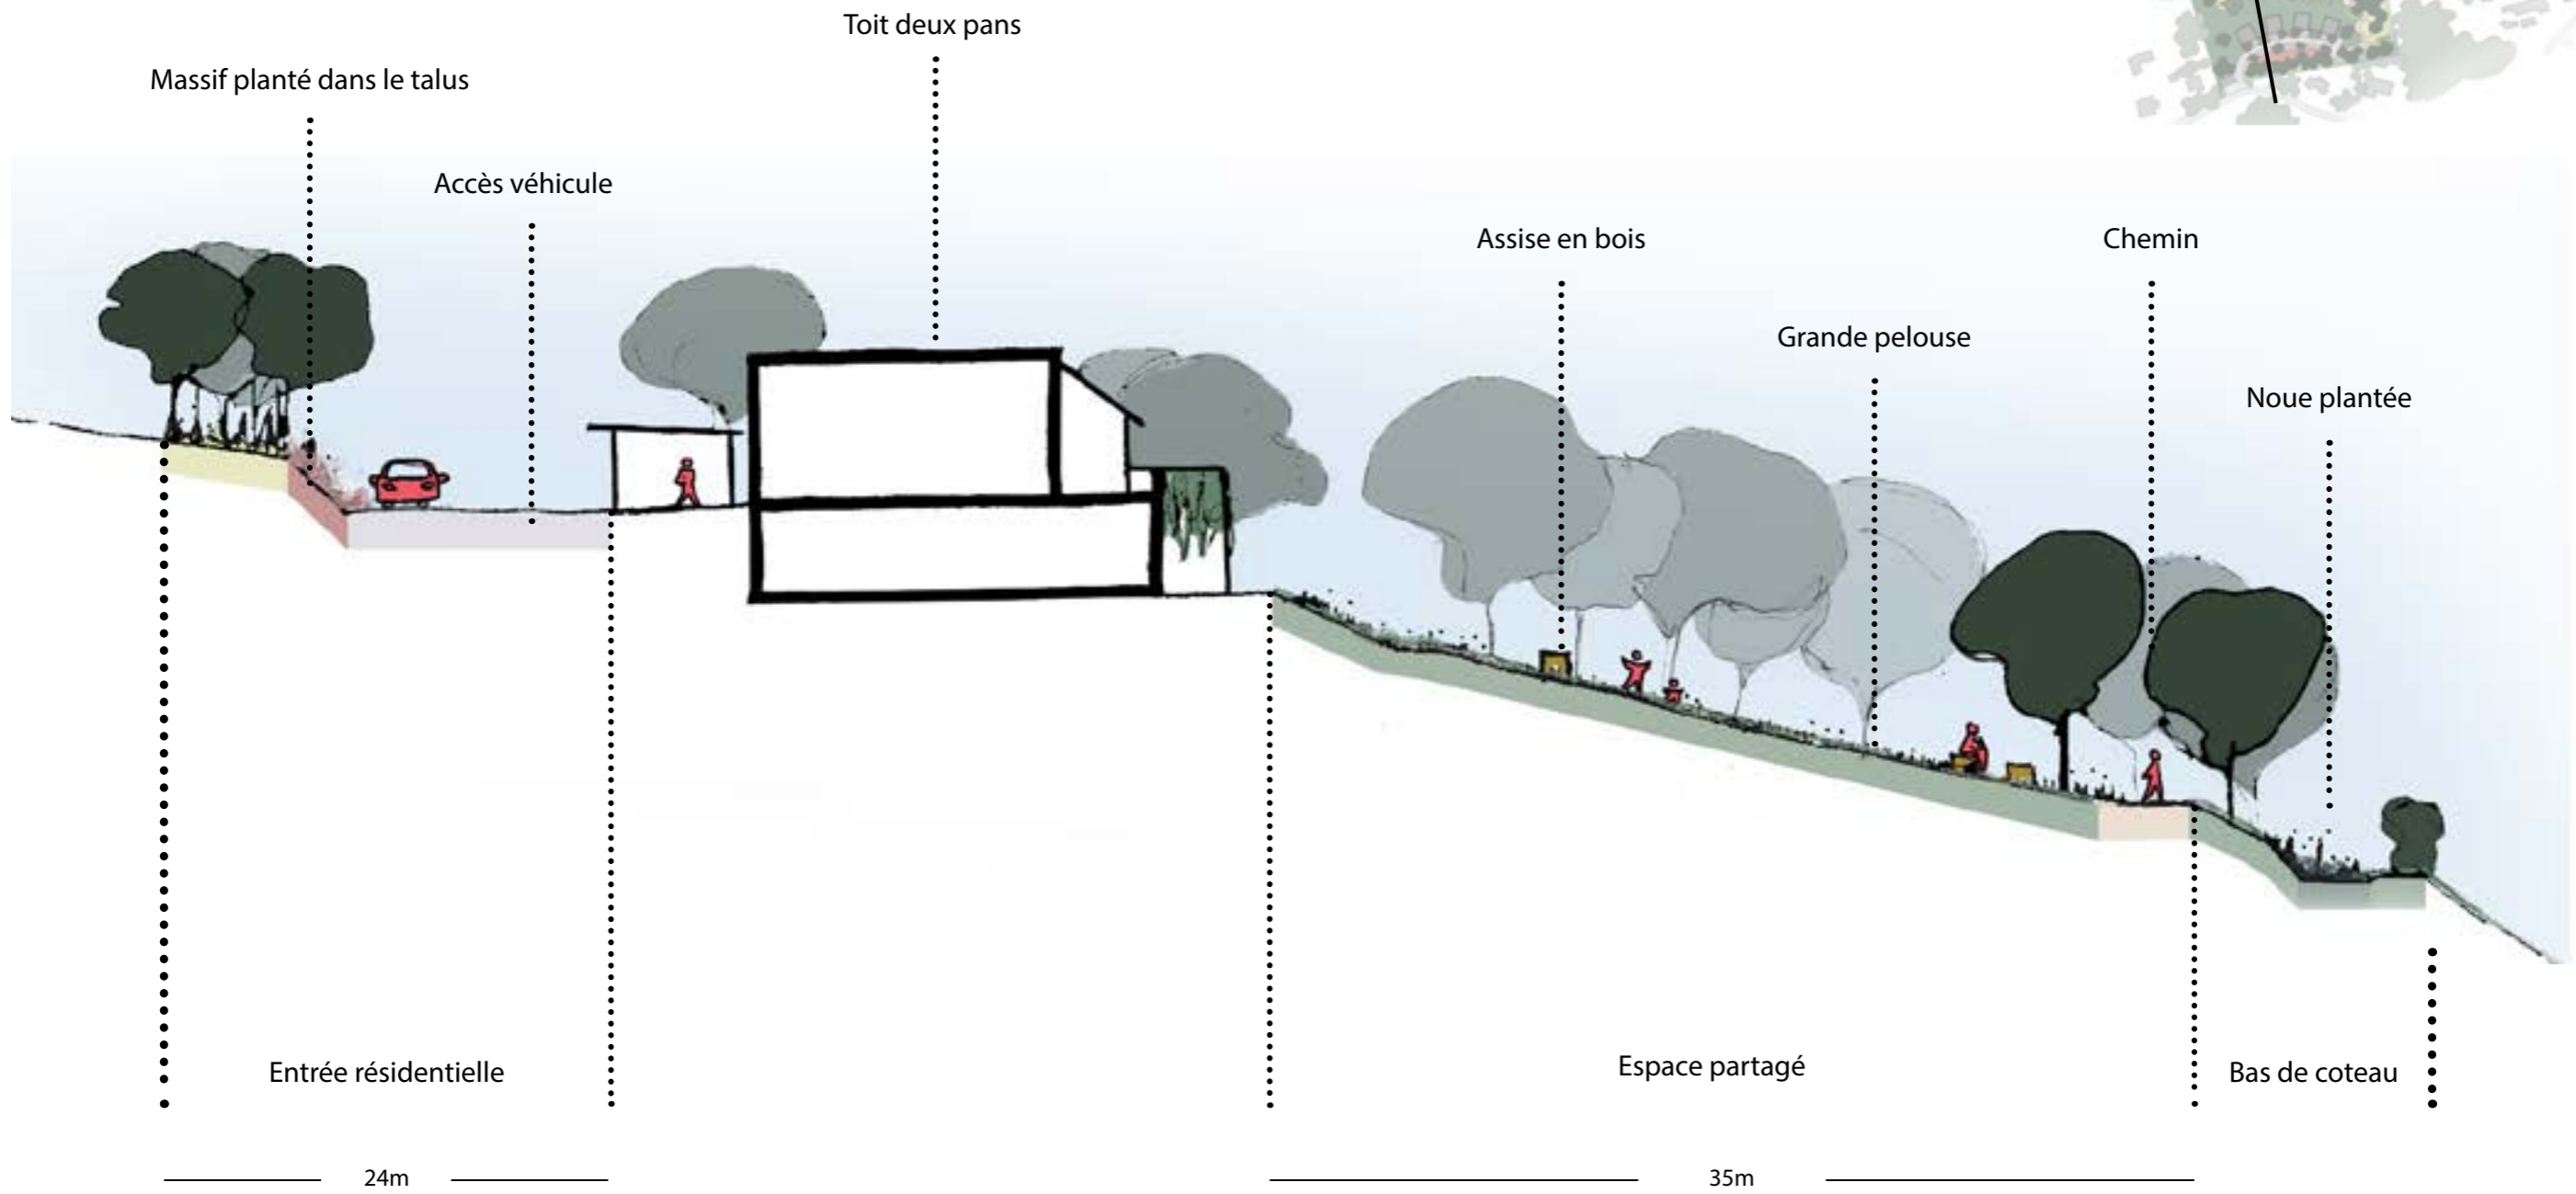 Toit deux pans
Massif planté dans le talus
Accès véhicule
Assise en bois
Chemin
Grande pelouse
Noue plantée
Entrée résidentielle
Espace partagé
Bas de coteau
24m
35m